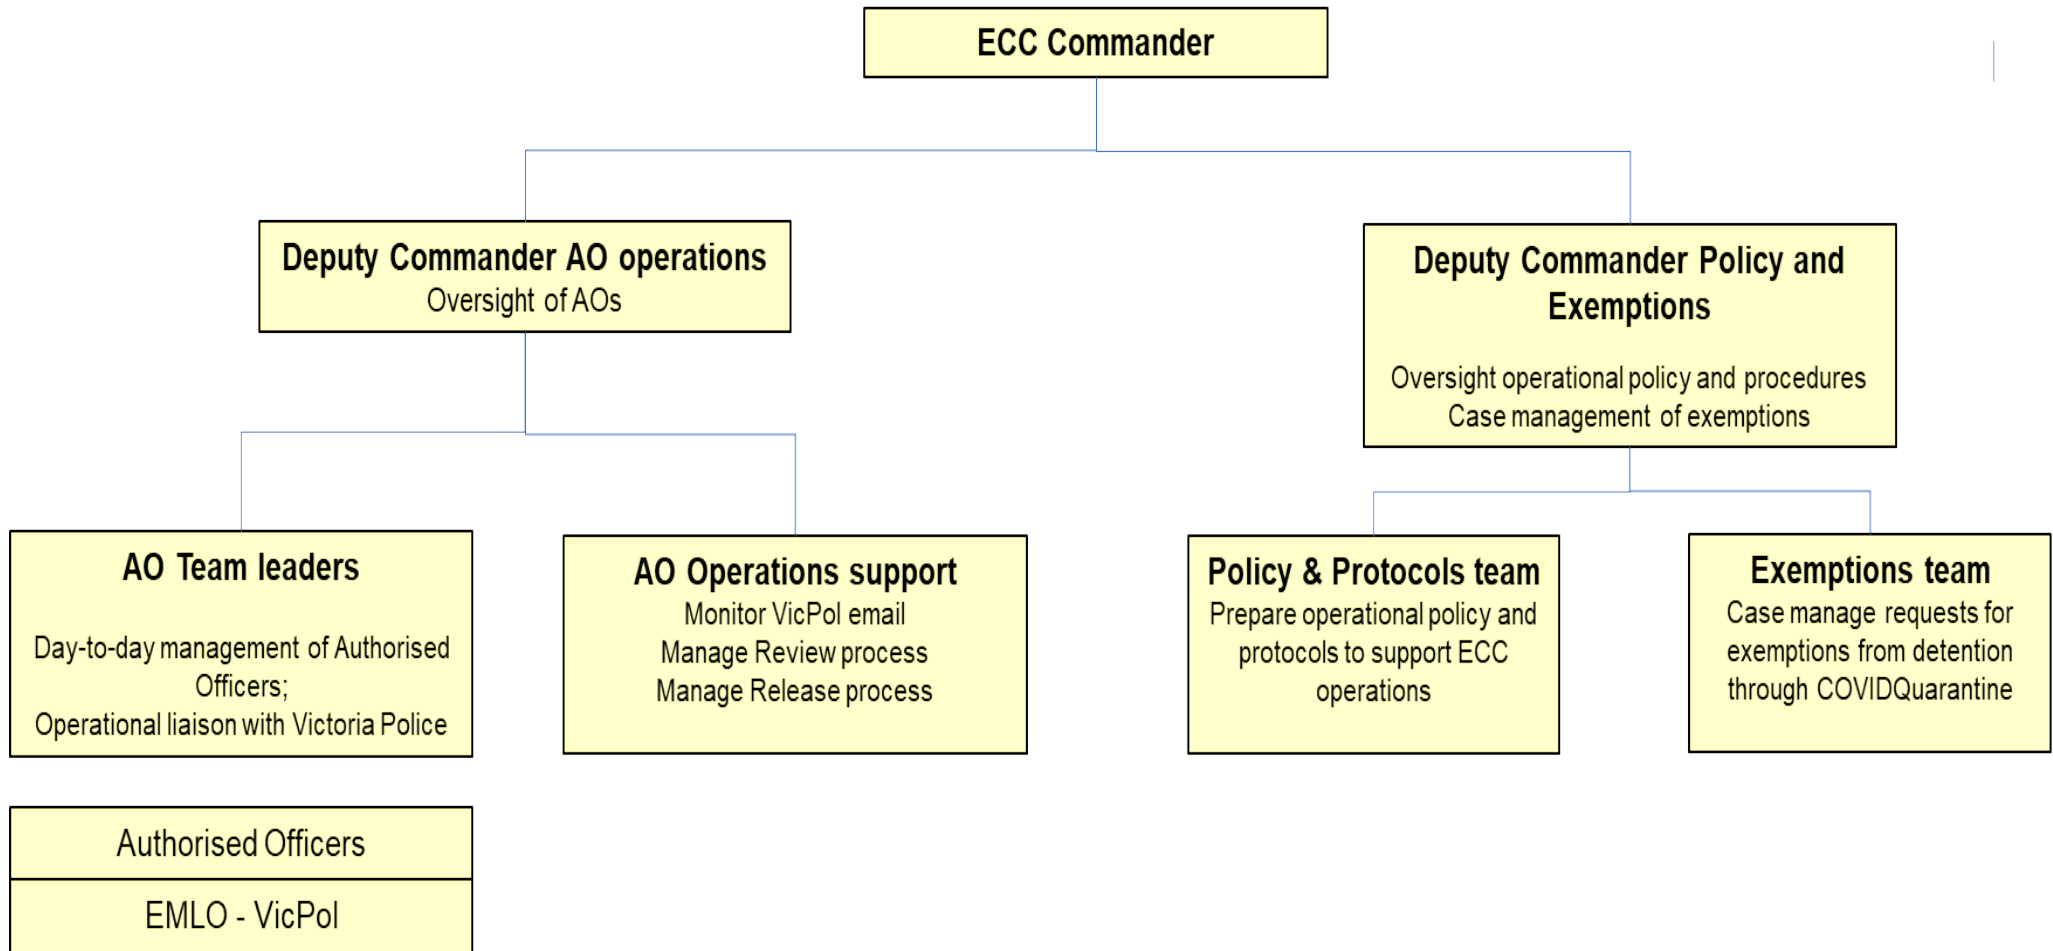 ECC Commander
Deputy Commander AO operations
Oversight of AOs
Deputy Commander Policy and
Exemptions
Oversight operational policy and procedures
Case management of exemptions
AO Team leaders
Day-to-day management of Authorised
Officers;
Operational liaison with Victoria Police
AO Operations support
Monitor VicPol email
Manage Review process
Manage Release process
Policy & Protocols team
Prepare operational policy and
protocols to support ECC
operations
Exemptions team
Case manage requests for
exemptions from detention
through COVIDQuarantine
Authorised Officers
EMLO - VicPol